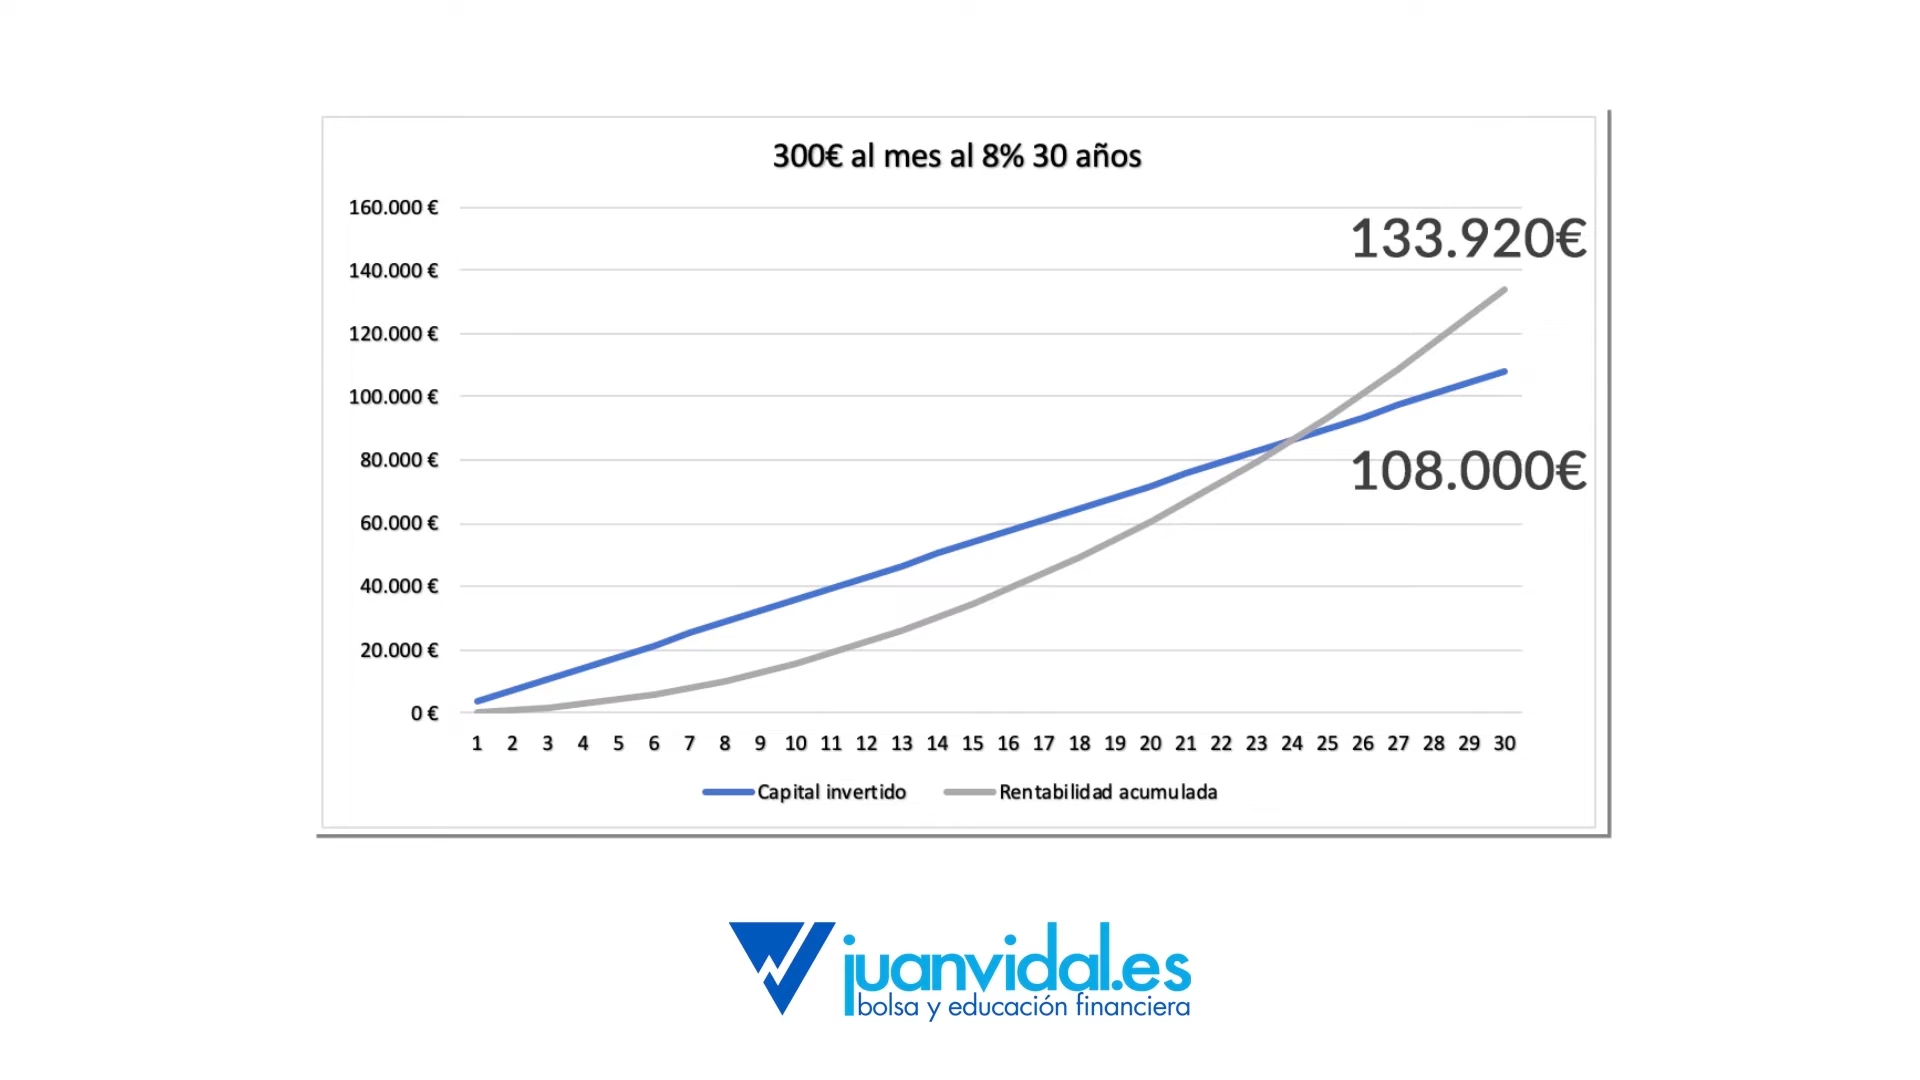 300€ al mes al 8% 30 años
160.000 €
133.920€
140.000 €
120.000 €
100.000 €
80.000 €
108.000€
60.000 €
40.000 €
20.000 €
0 €
1 2 3 4 5 6 7 8 9 10 11 12 13 14 15 16 17 18 19 20 21 22 23 24 25 26 27 28 29 30
Capital invertido Rentabilidad acumulada
juanvidal.es
bolsa y educación financiera